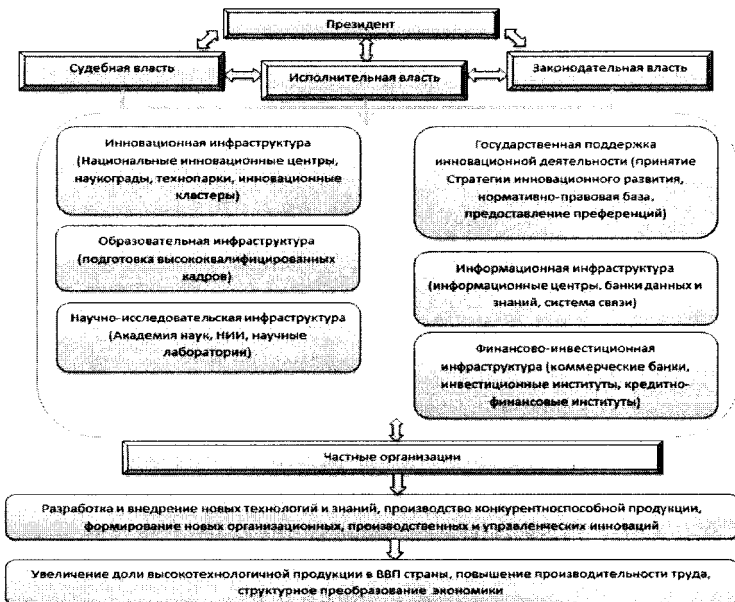 Президент
Судебная власть
Исполнительная власть
Законодательная власть
Инновационная инфраструктура
(Национальные инновационные центры,
наукограды, технопарки, инновационные
кластеры)
Образовательная инфраструктура
(подготовка высококвалифицированных
кадров)
Научно-исследовательская инфраструктура
(Академия наук, НИИ, научные
лаборатории)
Государственная поддержка
инновационной деятельности (принятие
Стратегии инновационного развития,
нормативно-правовая база,
предоставление преференций)
Информационная инфраструктура
(информационные центры. банки данных и
знаний, система связи)
Финансово-инвестиционная
инфраструктура (коммерческие банки,
инвестиционные институты, кредитно-
финансовые институты)
Частные организации
Разработка и внедрение новых технологий и знаний, производство конкурентноспособной продукции,
формирование новых организационных, производственных и управленческих инноваций
Увеличение доли высокотехнологичной продукции в ВВП страны, повышение производительности труда,
структурное преобразование экономики